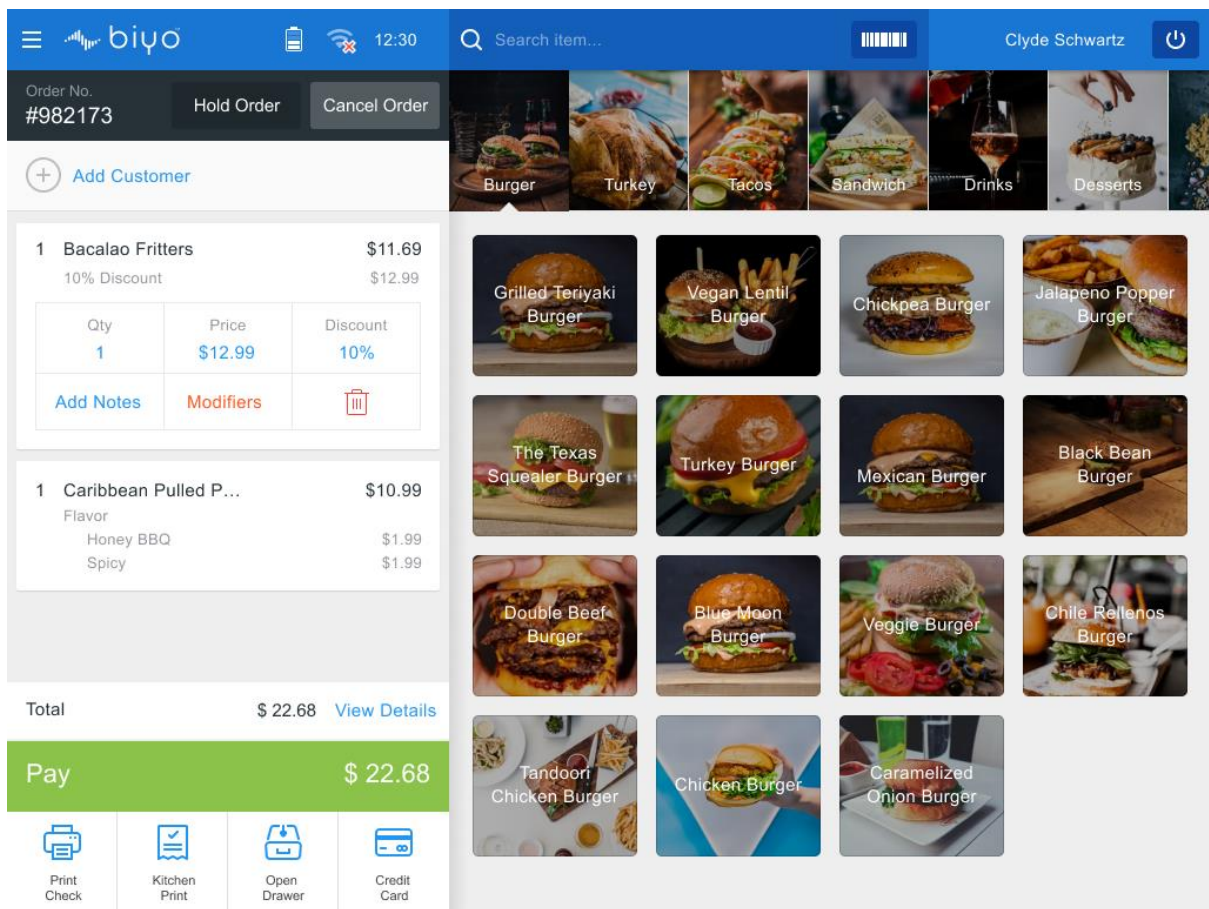 biyo
12:30
Search item...
Clyde Schwartz
Order No.
#982173
Hold Order
Cancel Order
Add Customer
Burger
Turkey
Tacos
Sandwich
Drinks
Desserts
1 Bacalao Fritters $11.69
10% Discount $12.99
Qty Price Discount
1 $12.99 10%
Add Notes Modifiers
1 Caribbean Pulled P... $10.99
Flavor
Honey BBQ $1.99
Spicy $1.99
Total $ 22.68 View Details
Pay $ 22.68
Print
Check
Kitchen
Print
Open
Drawer
Credit
Card
Grilled Teriyaki
Burger
Vegan Lentil
Burger
Chickpea Burger
Jalapeno Popper
Burger
The Texas
Squealer Burger
Turkey Burger
Mexican Burger
Black Bean
Burger
Double Beef
Burger
Blue Moon
Burger
Veggie Burger
Chile Rellenos
Burger
Tandoori
Chicken Burger
Chicken Burger
Caramelized
Onion Burger